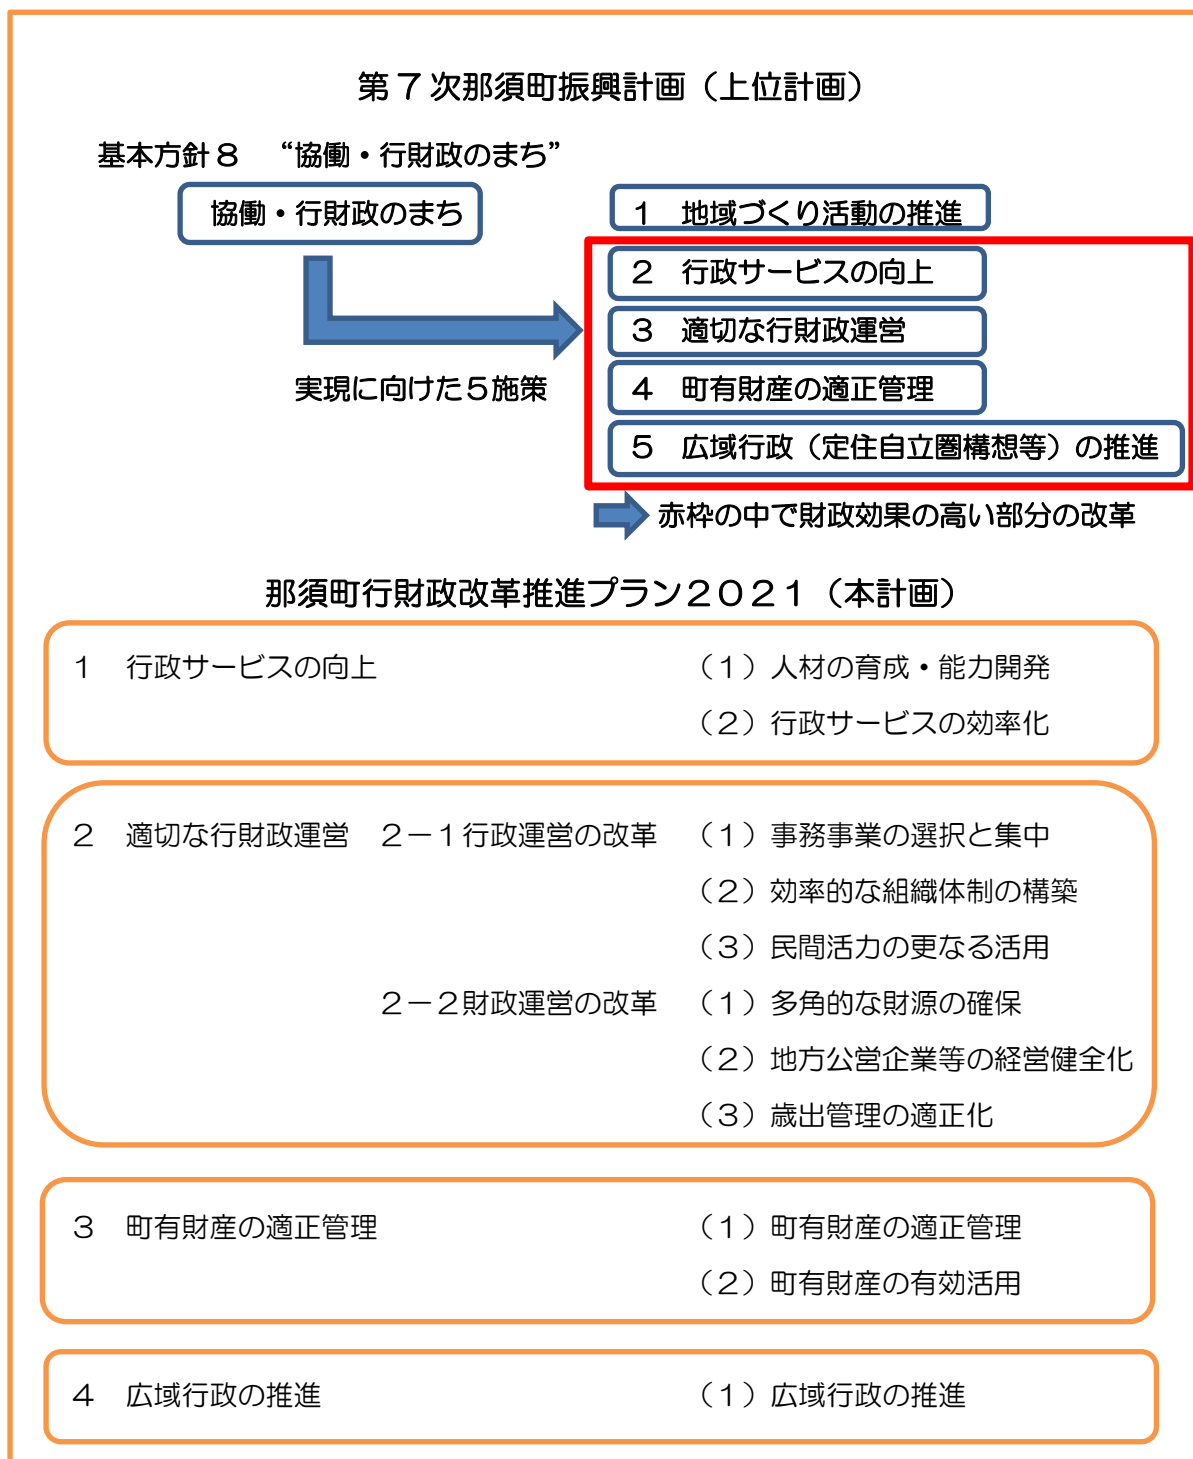 第７次那須町振興計画（上位計画）
基本方針８　“協働・行財政のまち”
協働・行財政のまち
１　地域づくり活動の推進
２　行政サービスの向上
３　適切な行財政運営
実現に向けた５施策
４　町有財産の適正管理
５　広域行政（定住自立圏構想等）の推進
赤枠の中で財政効果の高い部分の改革
那須町行財政改革推進プラン２０２１（本計画）
１　行政サービスの向上　（１）人材の育成・能力開発
（２）行政サービスの効率化
２　適切な行財政運営　２－１行政運営の改革　（１）事務事業の選択と集中
（２）効率的な組織体制の構築
（３）民間活力の更なる活用
２－２財政運営の改革　（１）多角的な財源の確保
（２）地方公営企業等の経営健全化
（３）歳出管理の適正化
３　町有財産の適正管理　（１）町有財産の適正管理
（２）町有財産の有効活用
４　広域行政の推進　（１）広域行政の推進